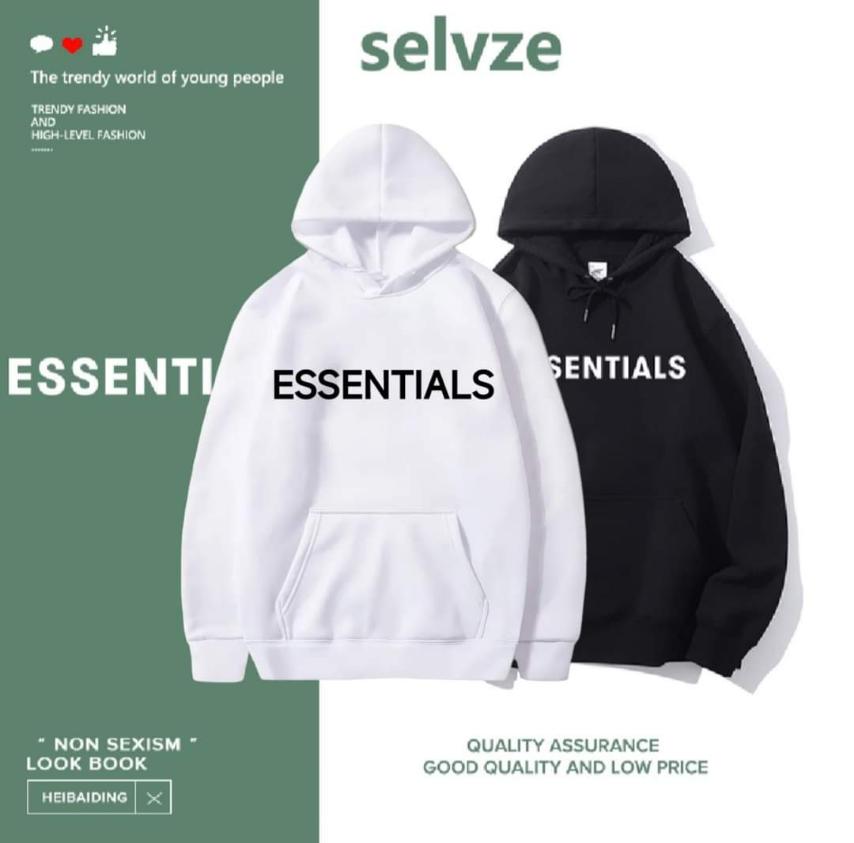 selvze
The trendy world of young people
TRENDY FASHION
AND
HIGH-LEVEL FASHION
.......
ESSENTI
ESSENTIALS
SENTIALS
" NON SEXISM "
LOOK BOOK
HEIBAIDING
QUALITY ASSURANCE
GOOD QUALITY AND LOW PRICE